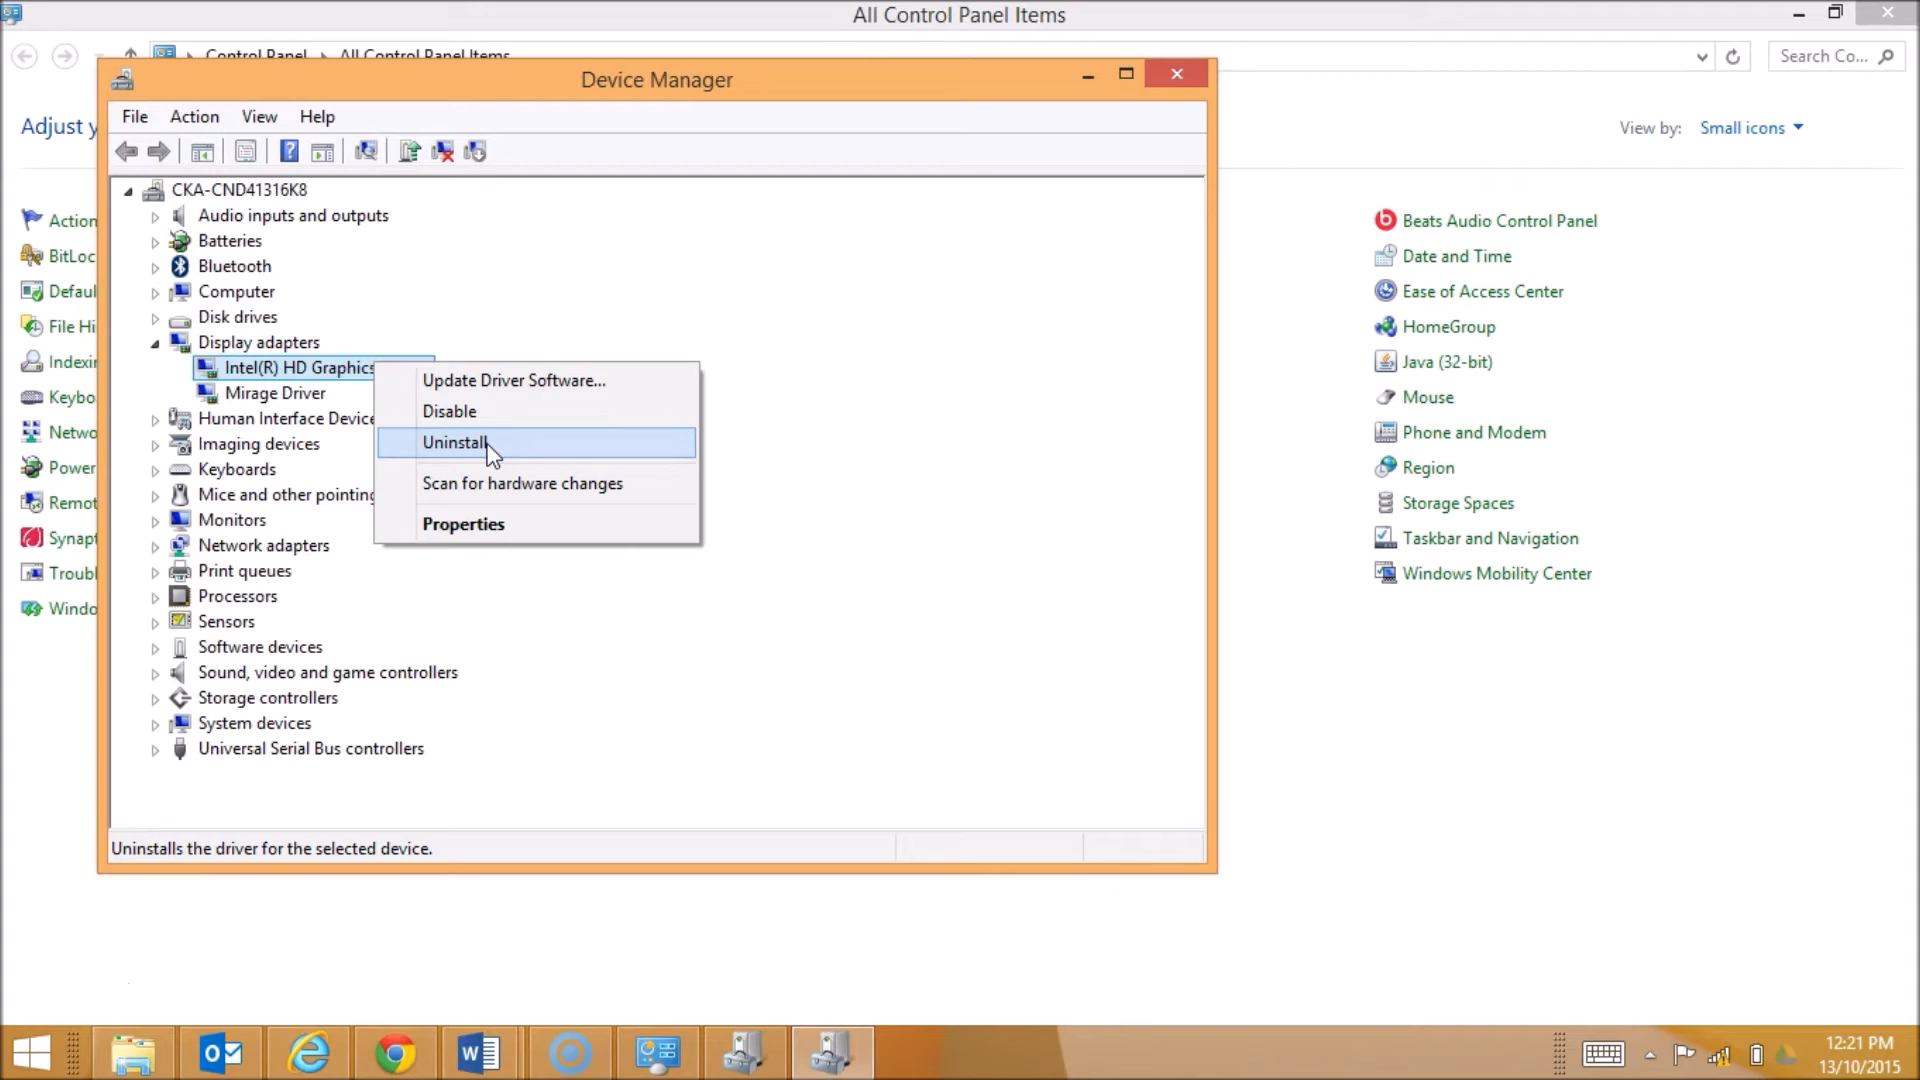 All Control Panel Items
Control Panel
All Control Panel Items
Search Co...
Device Manager
File Action View Help
Adjust y
View by: Small icons
CKA-CND41316K8
Audio inputs and outputs
Batteries
Bluetooth
Computer
Disk drives
Display adapters
Intel(R) HD Graphics
Mirage Driver
Human Interface Device
Imaging devices
Keyboards
Mice and other pointing
Monitors
Network adapters
Print queues
Processors
Sensors
Software devices
Sound, video and game controllers
Storage controllers
System devices
Universal Serial Bus controllers
Update Driver Software...
Disable
Uninstall
Scan for hardware changes
Properties
Uninstalls the driver for the selected device.
Action
BitLoc
Defaul
File Hi
Indexin
Keybo
Netwo
Power
Remot
Synapt
Troubl
Windo
Beats Audio Control Panel
Date and Time
Ease of Access Center
HomeGroup
Java (32-bit)
Mouse
Phone and Modem
Region
Storage Spaces
Taskbar and Navigation
Windows Mobility Center
12:21 PM
13/10/2015